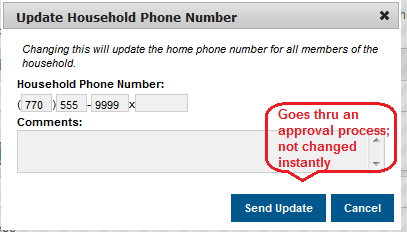 Update Household Phone Number
Changing this will update the home phone number for all members of the
household.
Household Phone Number:
(770)555-9999 x
Comments:
Goes thru an
approval process;
not changed
instantly
Send Update Cancel